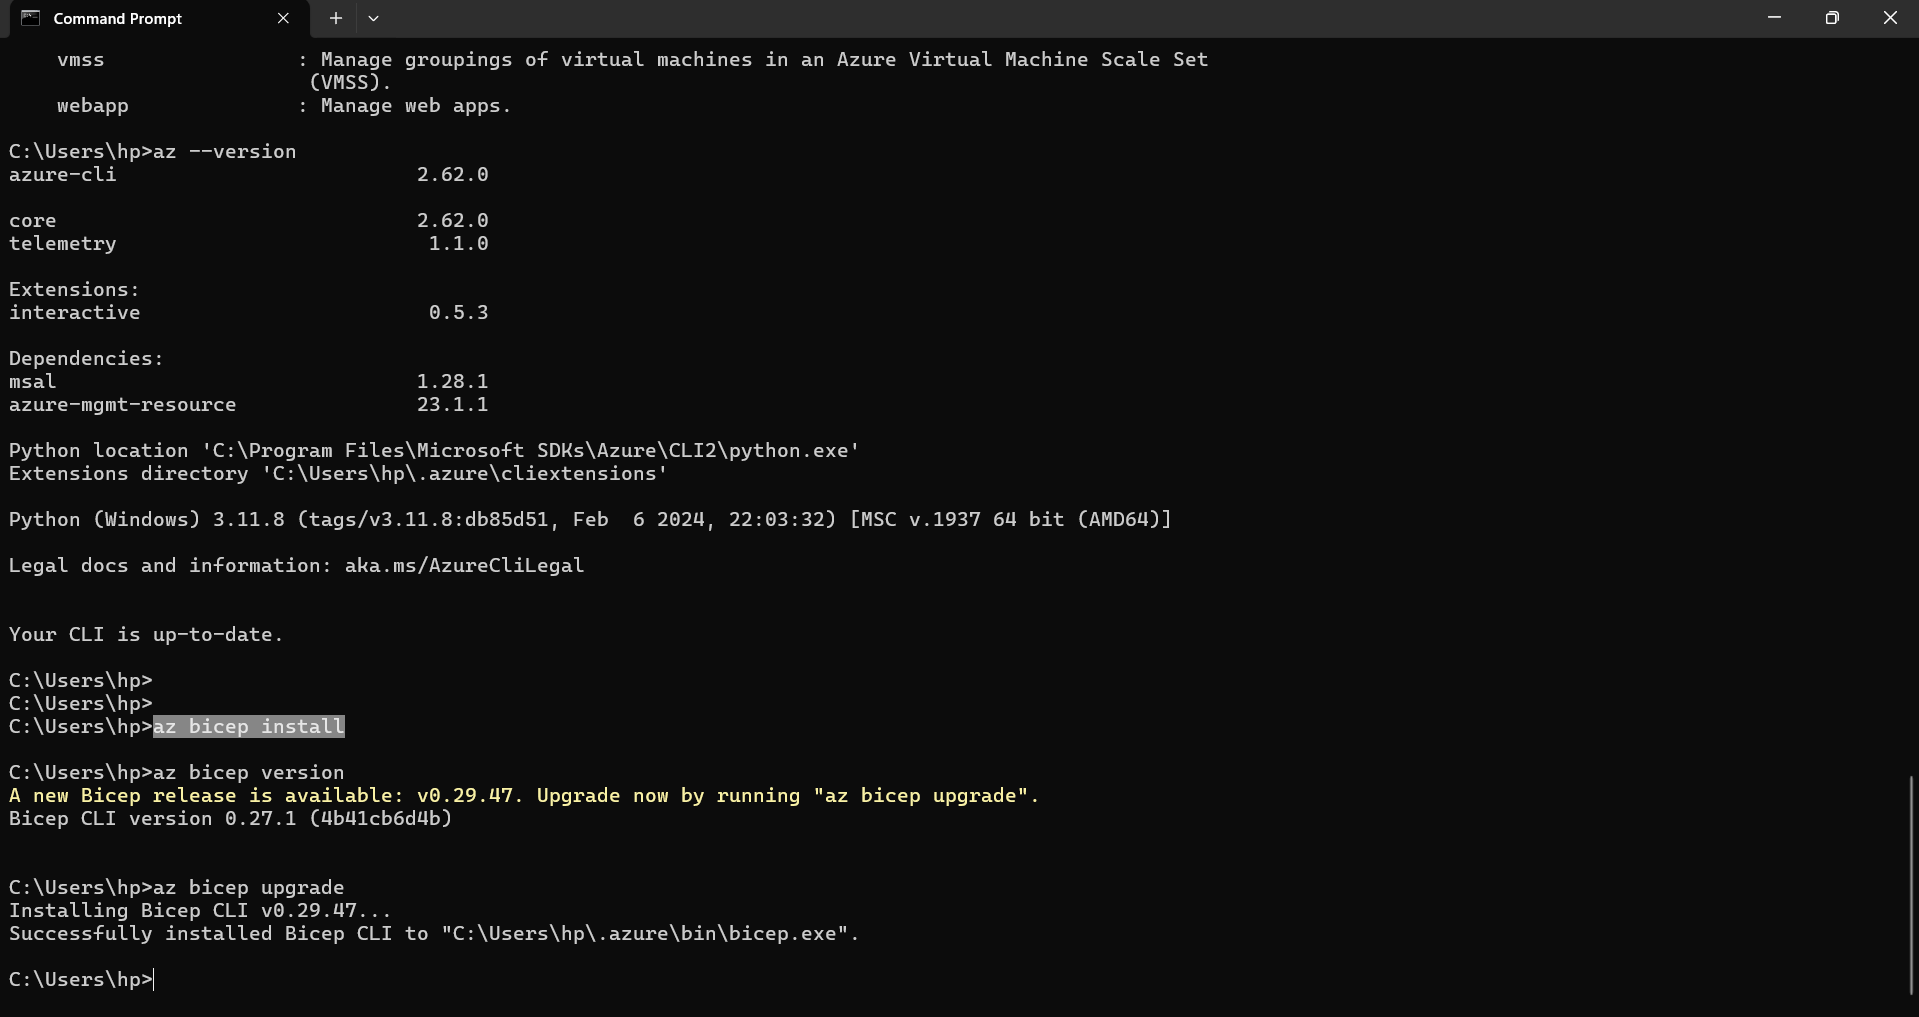 Command Prompt
vmss : Manage groupings of virtual machines in an Azure Virtual Machine Scale Set
(VMSS).
webapp : Manage web apps.
C:\Users\hp>az --version
azure-cli 2.62.0
core 2.62.0
telemetry 1.1.0
Extensions:
interactive 0.5.3
Dependencies:
msal 1.28.1
azure-mgmt-resource 23.1.1
Python location 'C:\Program Files\Microsoft SDKs\Azure\CLI2\python.exe'
Extensions directory 'C:\Users\hp\.azure\cliextensions'
Python (Windows) 3.11.8 (tags/v3.11.8:db85d51, Feb  6 2024, 22:03:32) [MSC v.1937 64 bit (AMD64)]
Legal docs and information: aka.ms/AzureCliLegal
Your CLI is up-to-date.
C:\Users\hp>
C:\Users\hp>
C:\Users\hp>az bicep install
C:\Users\hp>az bicep version
A new Bicep release is available: v0.29.47. Upgrade now by running "az bicep upgrade".
Bicep CLI version 0.27.1 (4b41cb6d4b)
C:\Users\hp>az bicep upgrade
Installing Bicep CLI v0.29.47...
Successfully installed Bicep CLI to "C:\Users\hp\.azure\bin\bicep.exe".
C:\Users\hp>